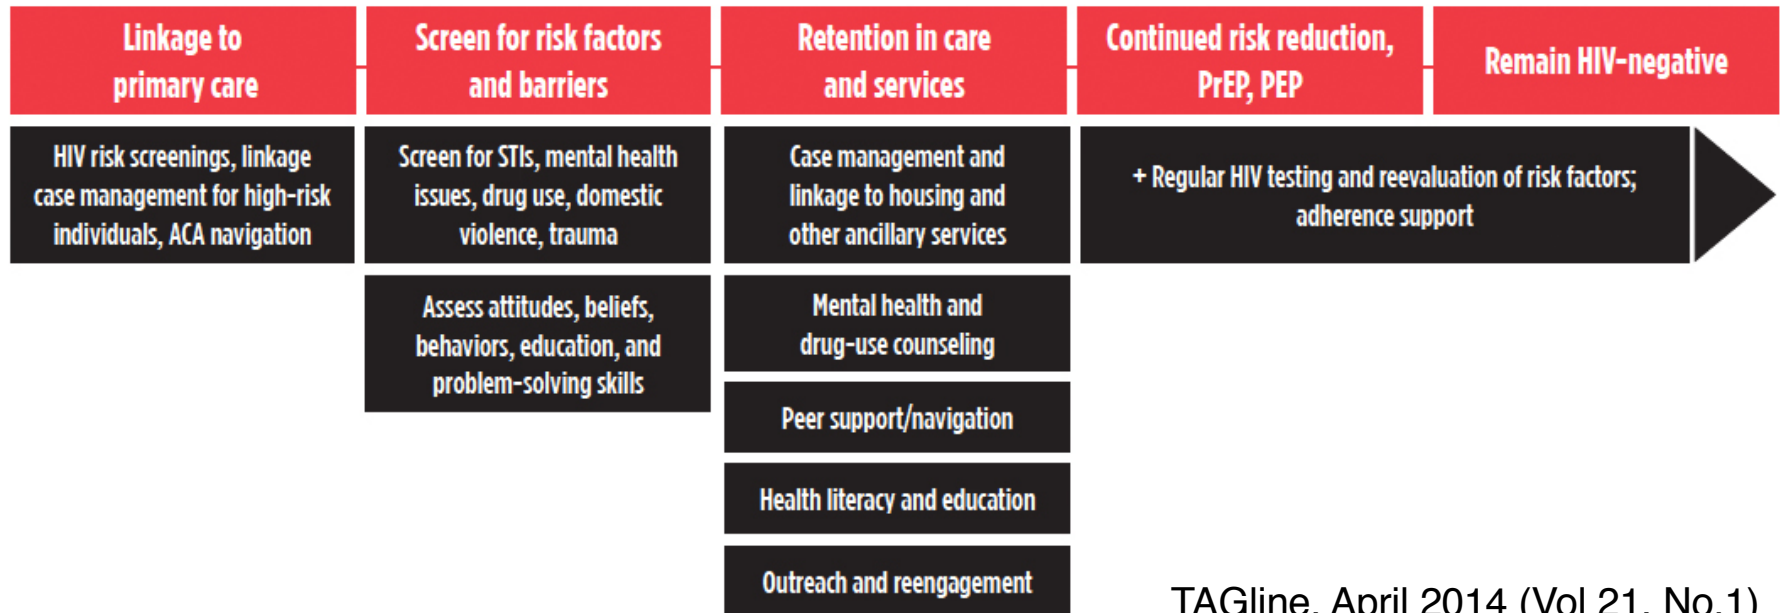 Linkage to
primary care
Screen for risk factors
and barriers
Retention in care
and services
Continued risk reduction,
PrEP, PEP
Remain HIV-negative
HIV risk screenings, linkage
case management for high-risk
individuals, ACA navigation
Screen for STIs, mental health
issues, drug use, domestic
violence, trauma
Case management and
linkage to housing and
other ancillary services
+ Regular HIV testing and reevaluation of risk factors;
adherence support
Assess attitudes, beliefs,
behaviors, education, and
problem-solving skills
Mental health and
drug-use counseling
Peer support/navigation
Health literacy and education
Outreach and reengagement
TAGline, April 2014 (Vol 21, No.1)